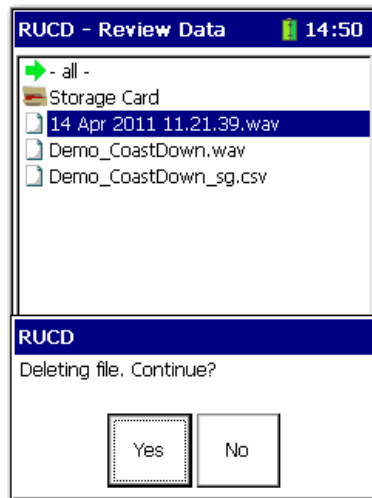 RUCD - Review Data 14:50
- all -
Storage Card
14 Apr 2011 11.21.39.wav
Demo_CoastDown.wav
Demo_CoastDown_sg.csv
RUCD
Deleting file. Continue?
Yes No